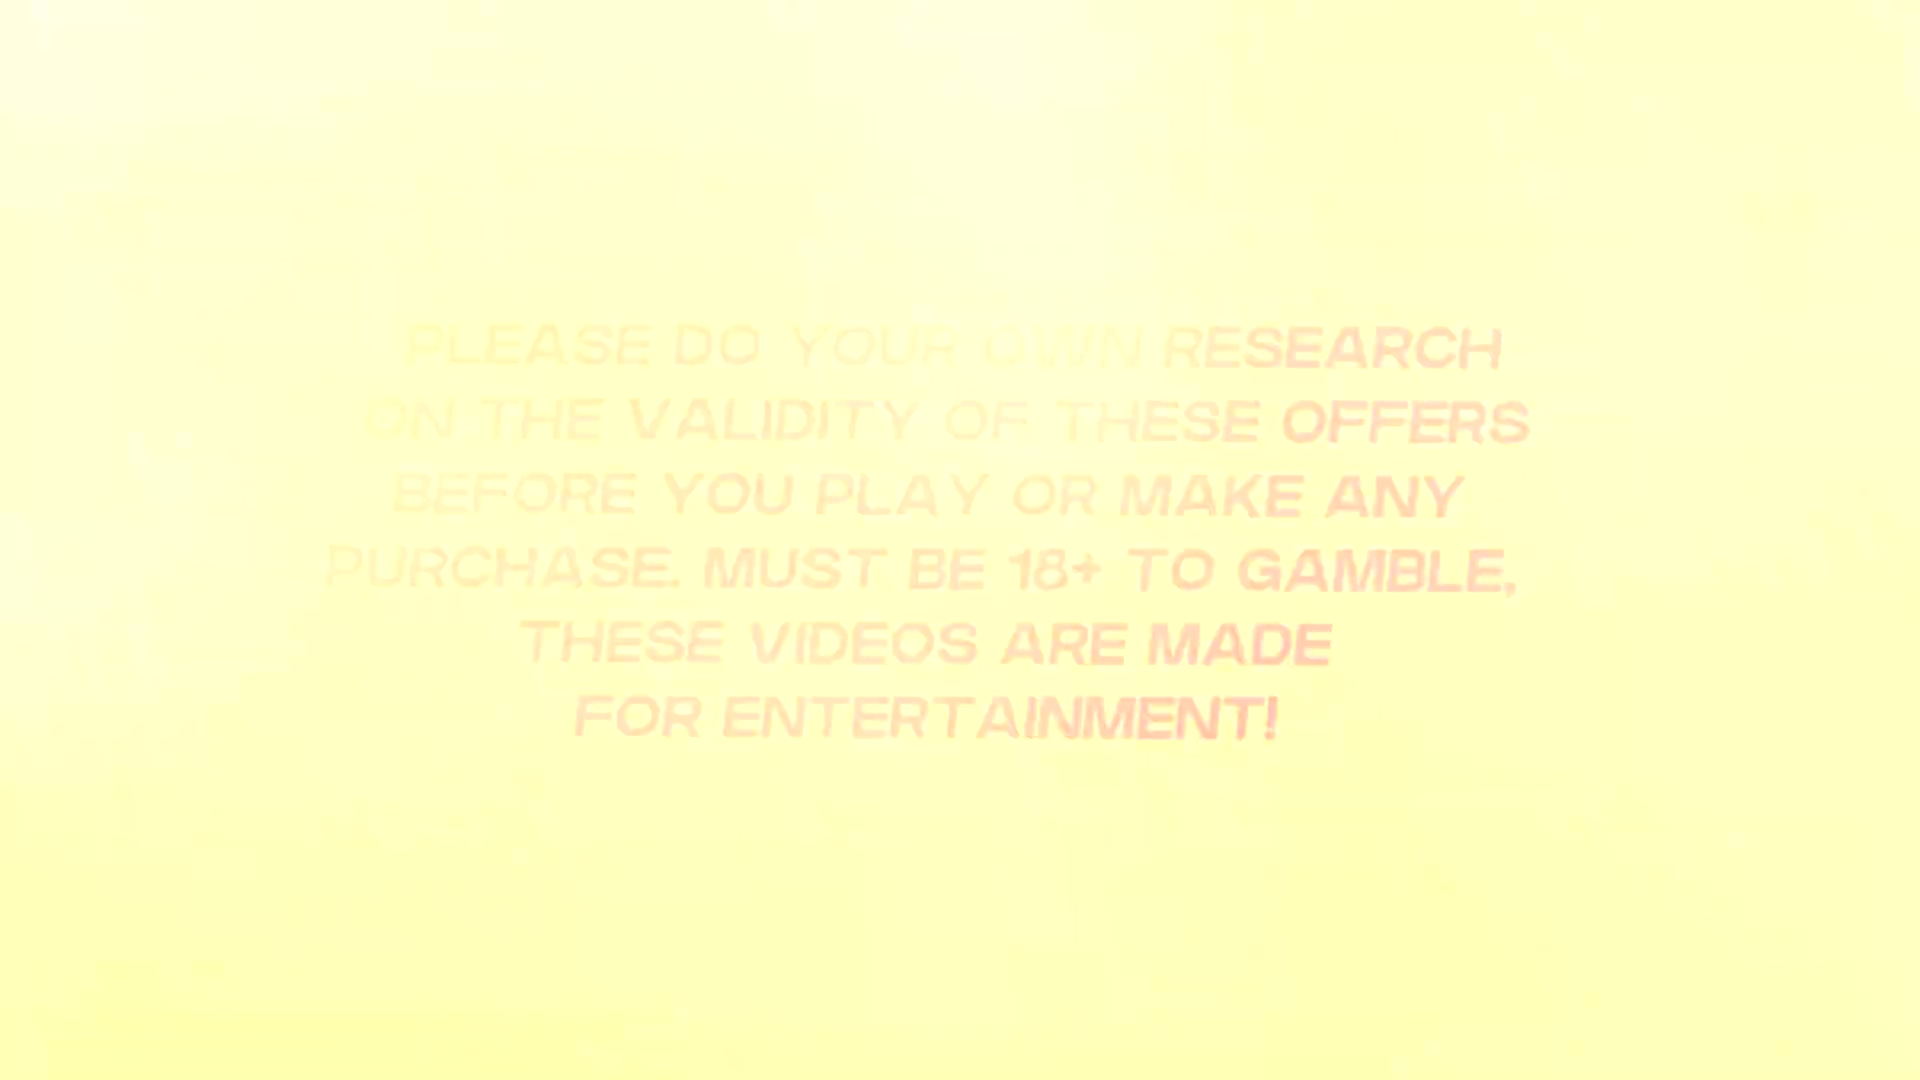 PLEASE DO YOUR OWN RESEARCH
ON THE VALIDITY OF THESE OFFERS
BEFORE YOU PLAY OR MAKE ANY
PURCHASE. MUST BE 18+ TO GAMBLE,
THESE VIDEOS ARE MADE
FOR ENTERTAINMENT!